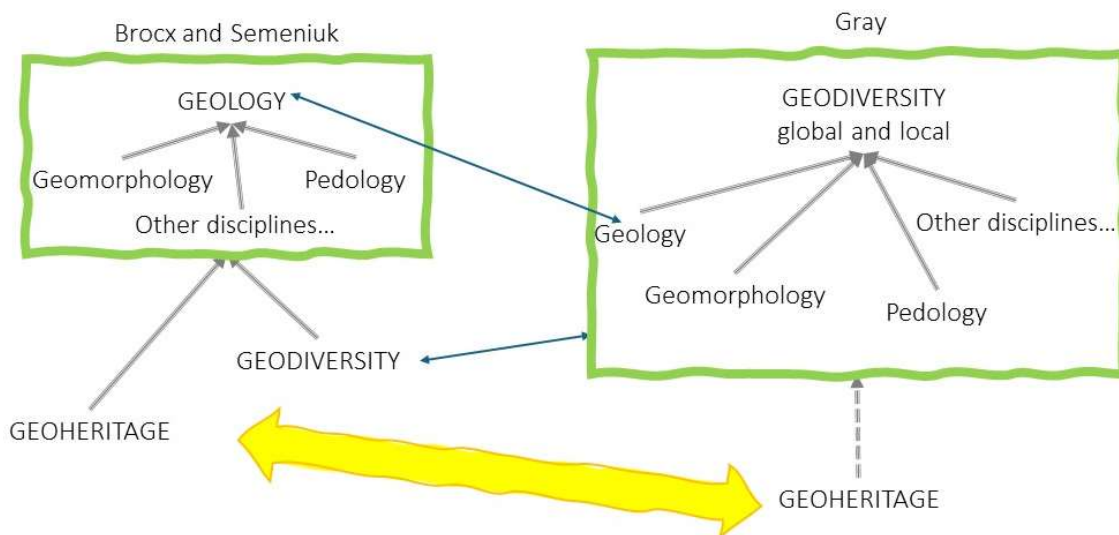 Brocx and Semeniuk
GEOLOGY
Geomorphology
Pedology
Other disciplines...
GEODIVERSITY
GEOHERITAGE
Gray
GEODIVERSITY
global and local
Geology
Other disciplines...
Geomorphology
Pedology
GEOHERITAGE